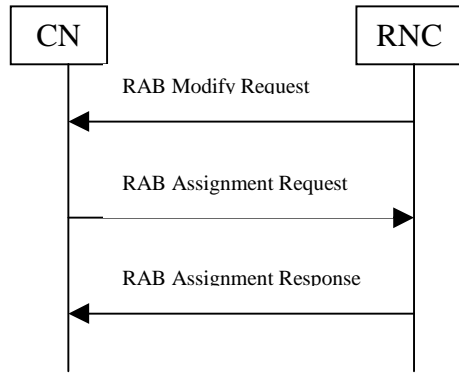 CN
RNC
RAB Modify Request
RAB Assignment Request
RAB Assignment Response